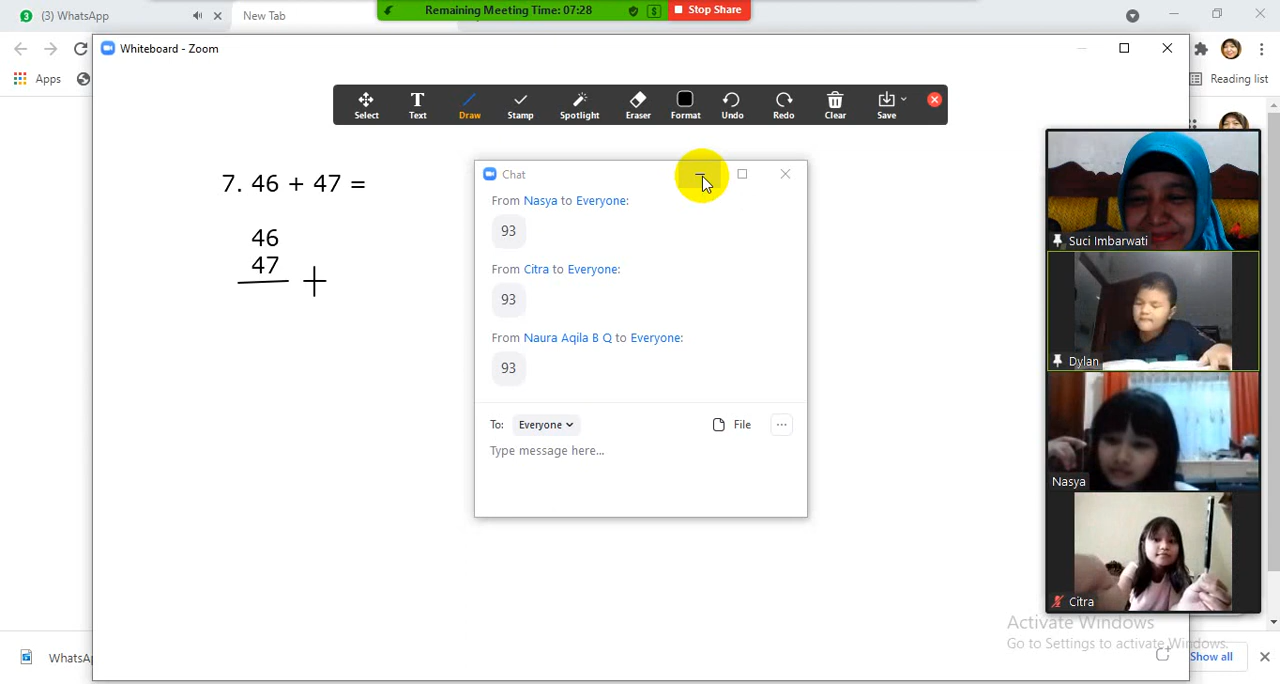 (3) WhatsApp
New Tab
Remaining Meeting Time: 07:28
Stop Share
Whiteboard - Zoom
Apps
Reading list
Select
Text
Draw
Stamp
Spotlight
Eraser
Format
Undo
Redo
Clear
Save
7. 46 + 47 =
46
47
+
Chat
From Nasya to Everyone:
93
From Citra to Everyone:
93
From Naura Aqila B Q to Everyone:
93
To: Everyone
File
Type message here...
Suci Imbarwati
Dylan
Nasya
Citra
Activate Windows
Go to Settings to activate Windows.
WhatsAp
Show all